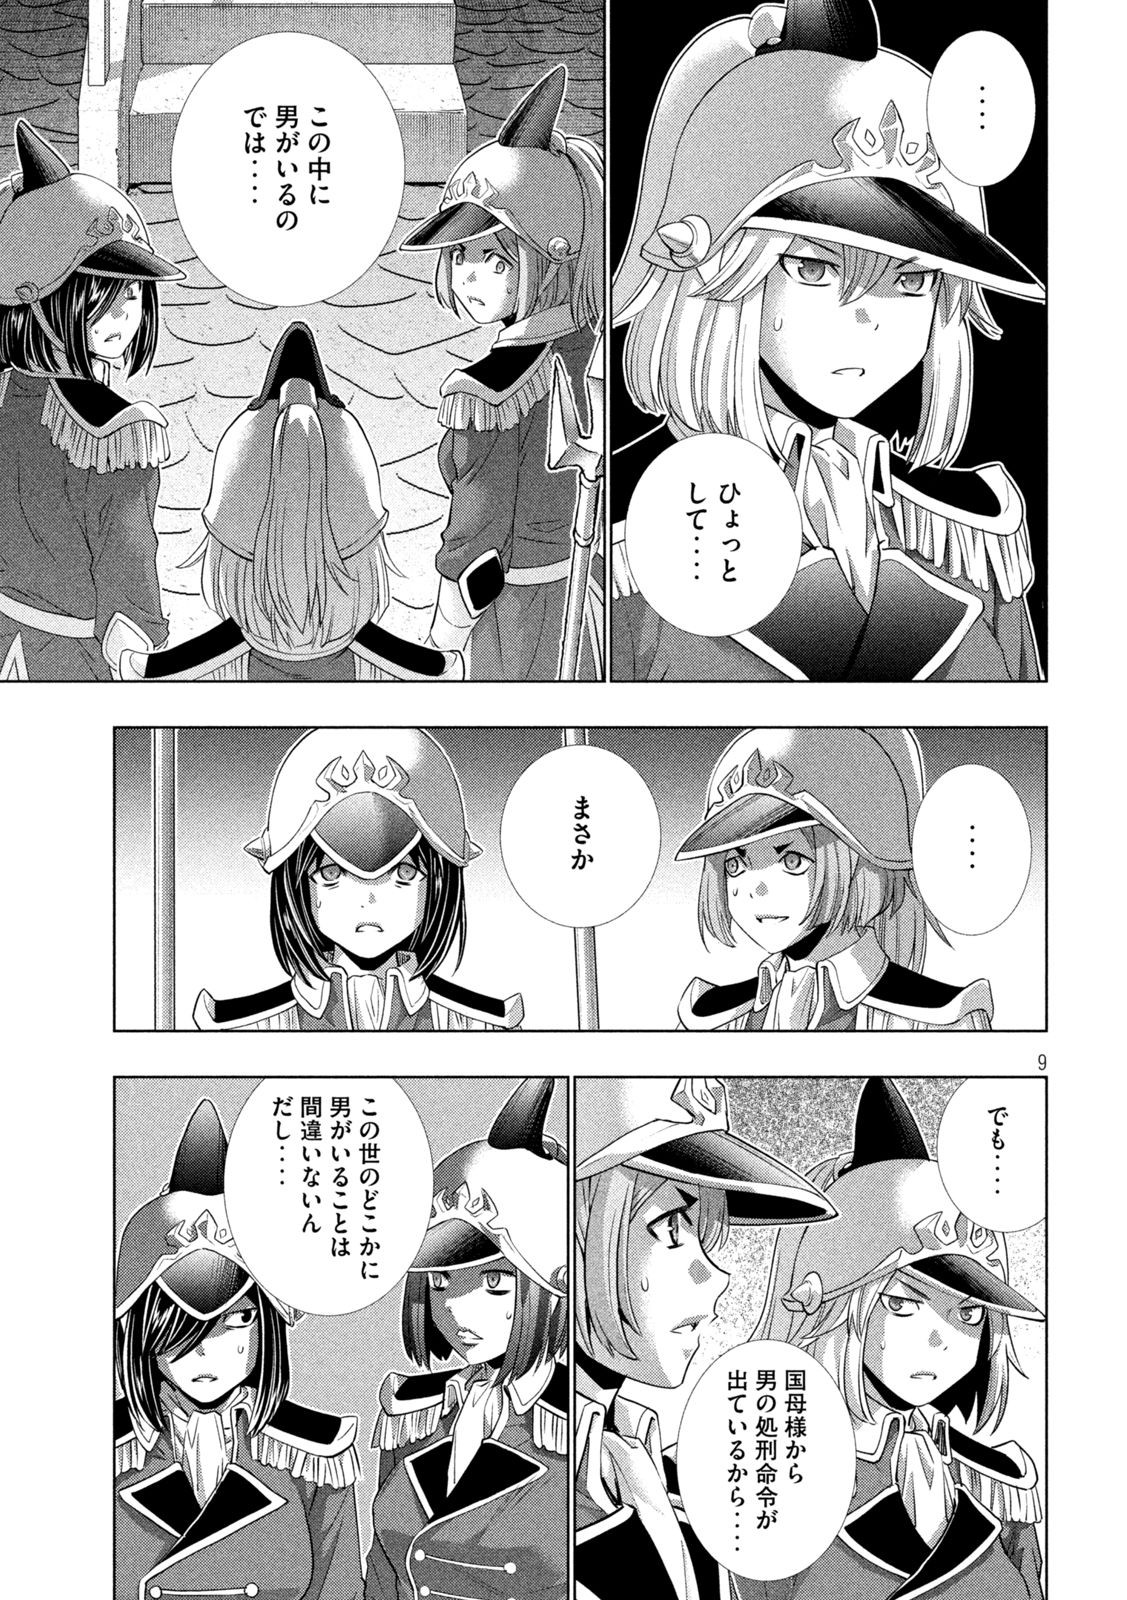 ‥‥
ひょっと
して‥‥
この中に
男がいるの
では‥‥
‥‥
まさか
9
でも‥‥
国母様から
男の処刑命令が
出ているから‥‥
この世のどこかに
男がいることは
間違いないん
だし‥‥